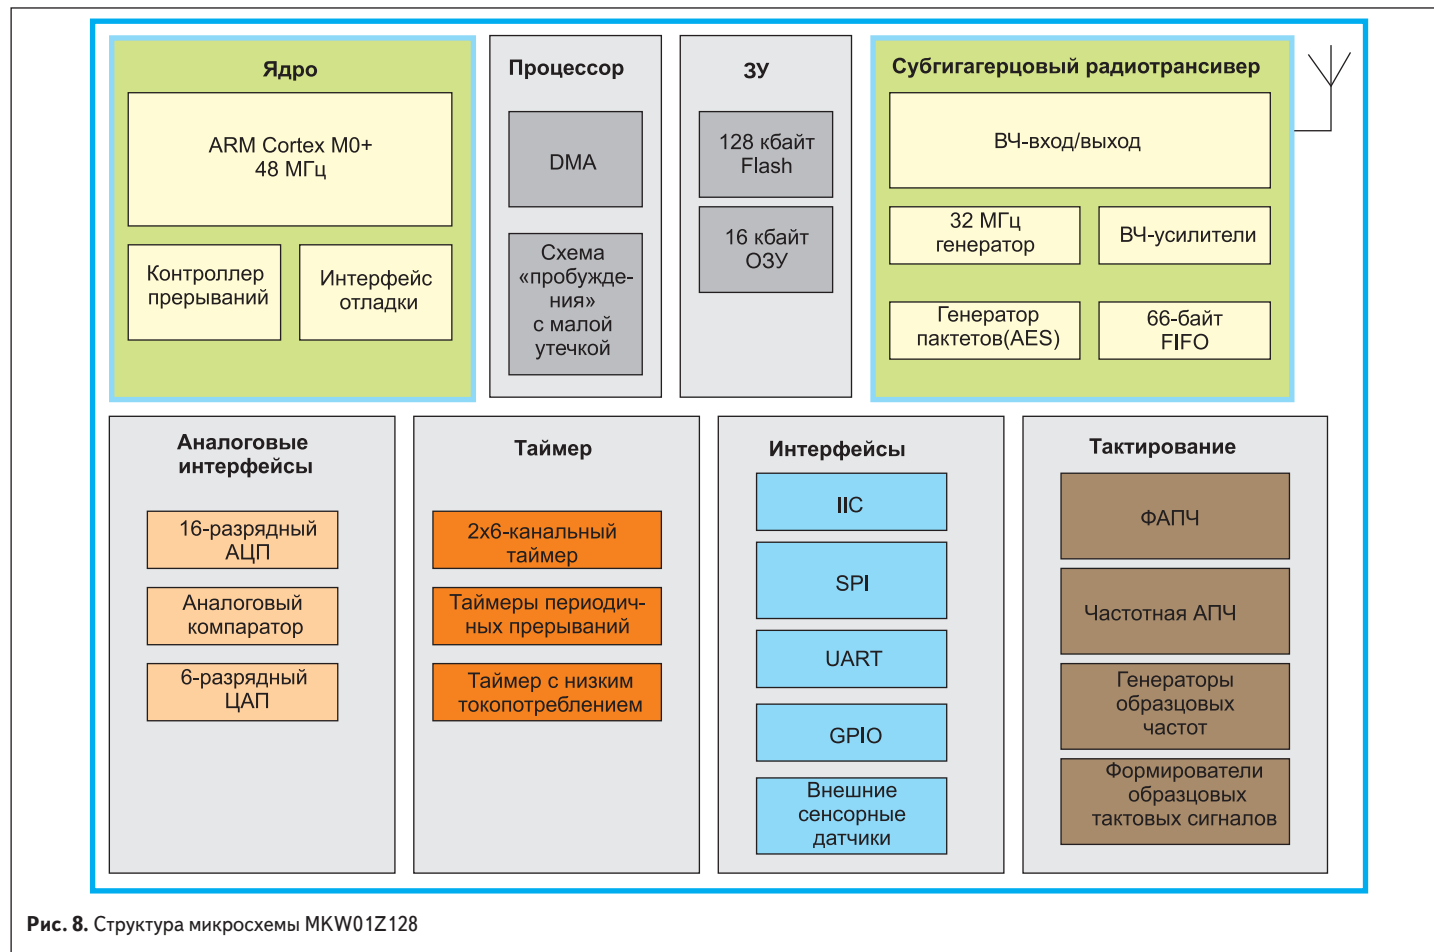 Ядро
ARM Cortex M0+
48 МГц
Контроллер
прерываний
Интерфейс
отладки
Процессор
DMA
Схема
«пробужде-
ния»
с малой
утечкой
ЗУ
128 кбайт
Flash
16 кбайт
ОЗУ
Субгигагерцовый радиотрансивер
ВЧ-вход/выход
32 МГц
генератор
ВЧ-усилители
Генератор
пактетов(AES)
66-байт
FIFO
Аналоговые
интерфейсы
16-разрядный
АЦП
Аналоговый
компаратор
6-разрядный
ЦАП
Таймер
2x6-канальный
таймер
Таймеры периодич-
ных прерываний
Таймер с низким
токопотреблением
Интерфейсы
IIC
SPI
UART
GPIO
Внешние
сенсорные
датчики
Тактирование
ФАПЧ
Частотная АПЧ
Генераторы
образцовых
частот
Формирователи
образцовых
тактовых сигналов
Рис. 8. Структура микросхемы MKW01Z128